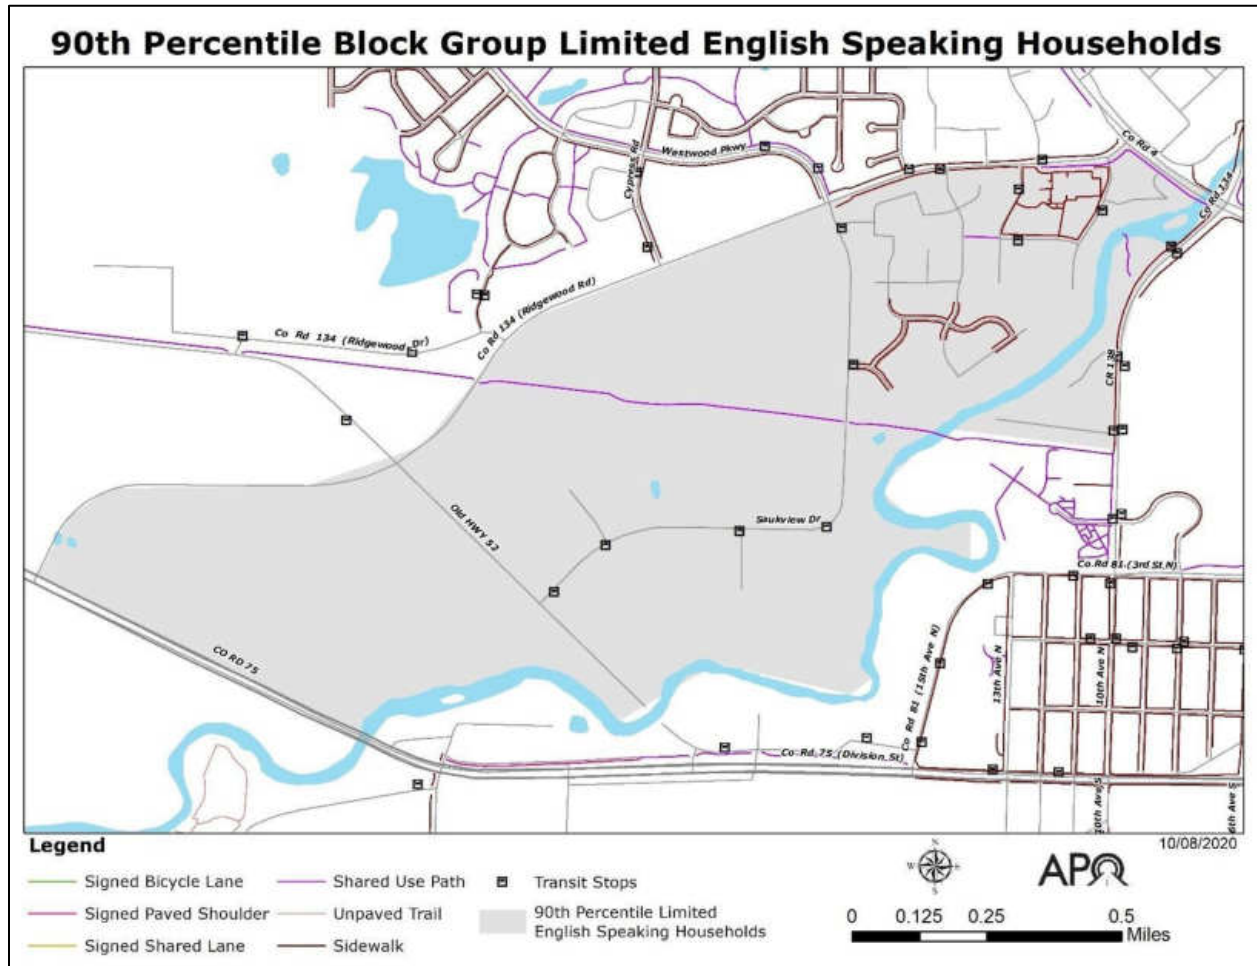 90th Percentile Block Group Limited English Speaking Households
Co Rd 4
Westwood Pkwy
Cypress Rd
Co Rd 134
Co Rd 134 (Ridgewood Rd)
Co Rd 134 (Ridgewood Dr)
CR 138
Old HWY 52
Saukview Dr
Co Rd 81 (3rd St N)
CO RD 75
Co Rd 81 (15th Ave N)
13th Ave N
10th Ave N
Co Rd 75 (Division St)
10th Ave S
6th Ave S
10/08/2020
Legend
Signed Bicycle Lane
Signed Paved Shoulder
Signed Shared Lane
Shared Use Path
Unpaved Trail
Sidewalk
Transit Stops
90th Percentile Limited
English Speaking Households
N
W E
S
APO
0 0.125 0.25 0.5
Miles